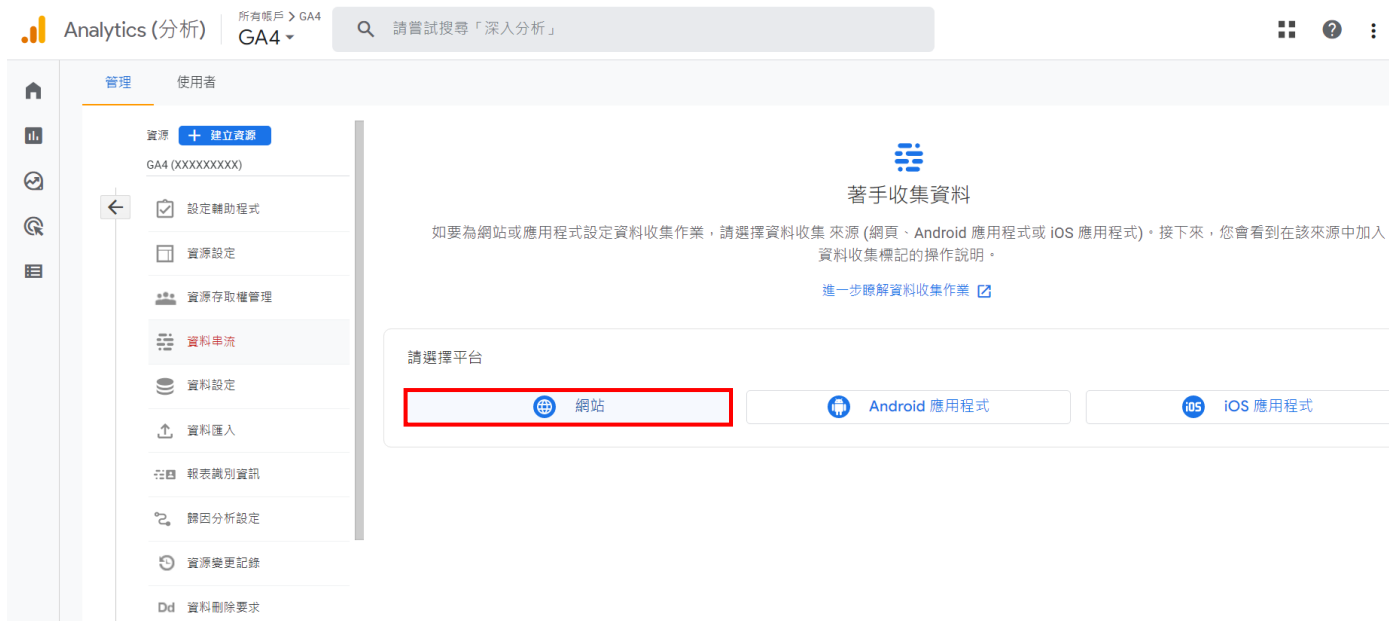 Analytics (分析)
所有帳戶 > GA4
GA4
請嘗試搜尋「深入分析」
管理
使用者
資源
建立資源
GA4 (XXXXXXXXX)
設定輔助程式
資源設定
資源存取權管理
資料串流
資料設定
資料匯入
報表識別資訊
歸因分析設定
資源變更記錄
Dd 資料刪除要求
著手收集資料
如要為網站或應用程式設定資料收集作業，請選擇資料收集 來源 (網頁、Android 應用程式或 iOS 應用程式)。接下來，您會看到在該來源中加入
資料收集標記的操作說明。
進一步瞭解資料收集作業
請選擇平台
網站
Android 應用程式
iOS iOS 應用程式